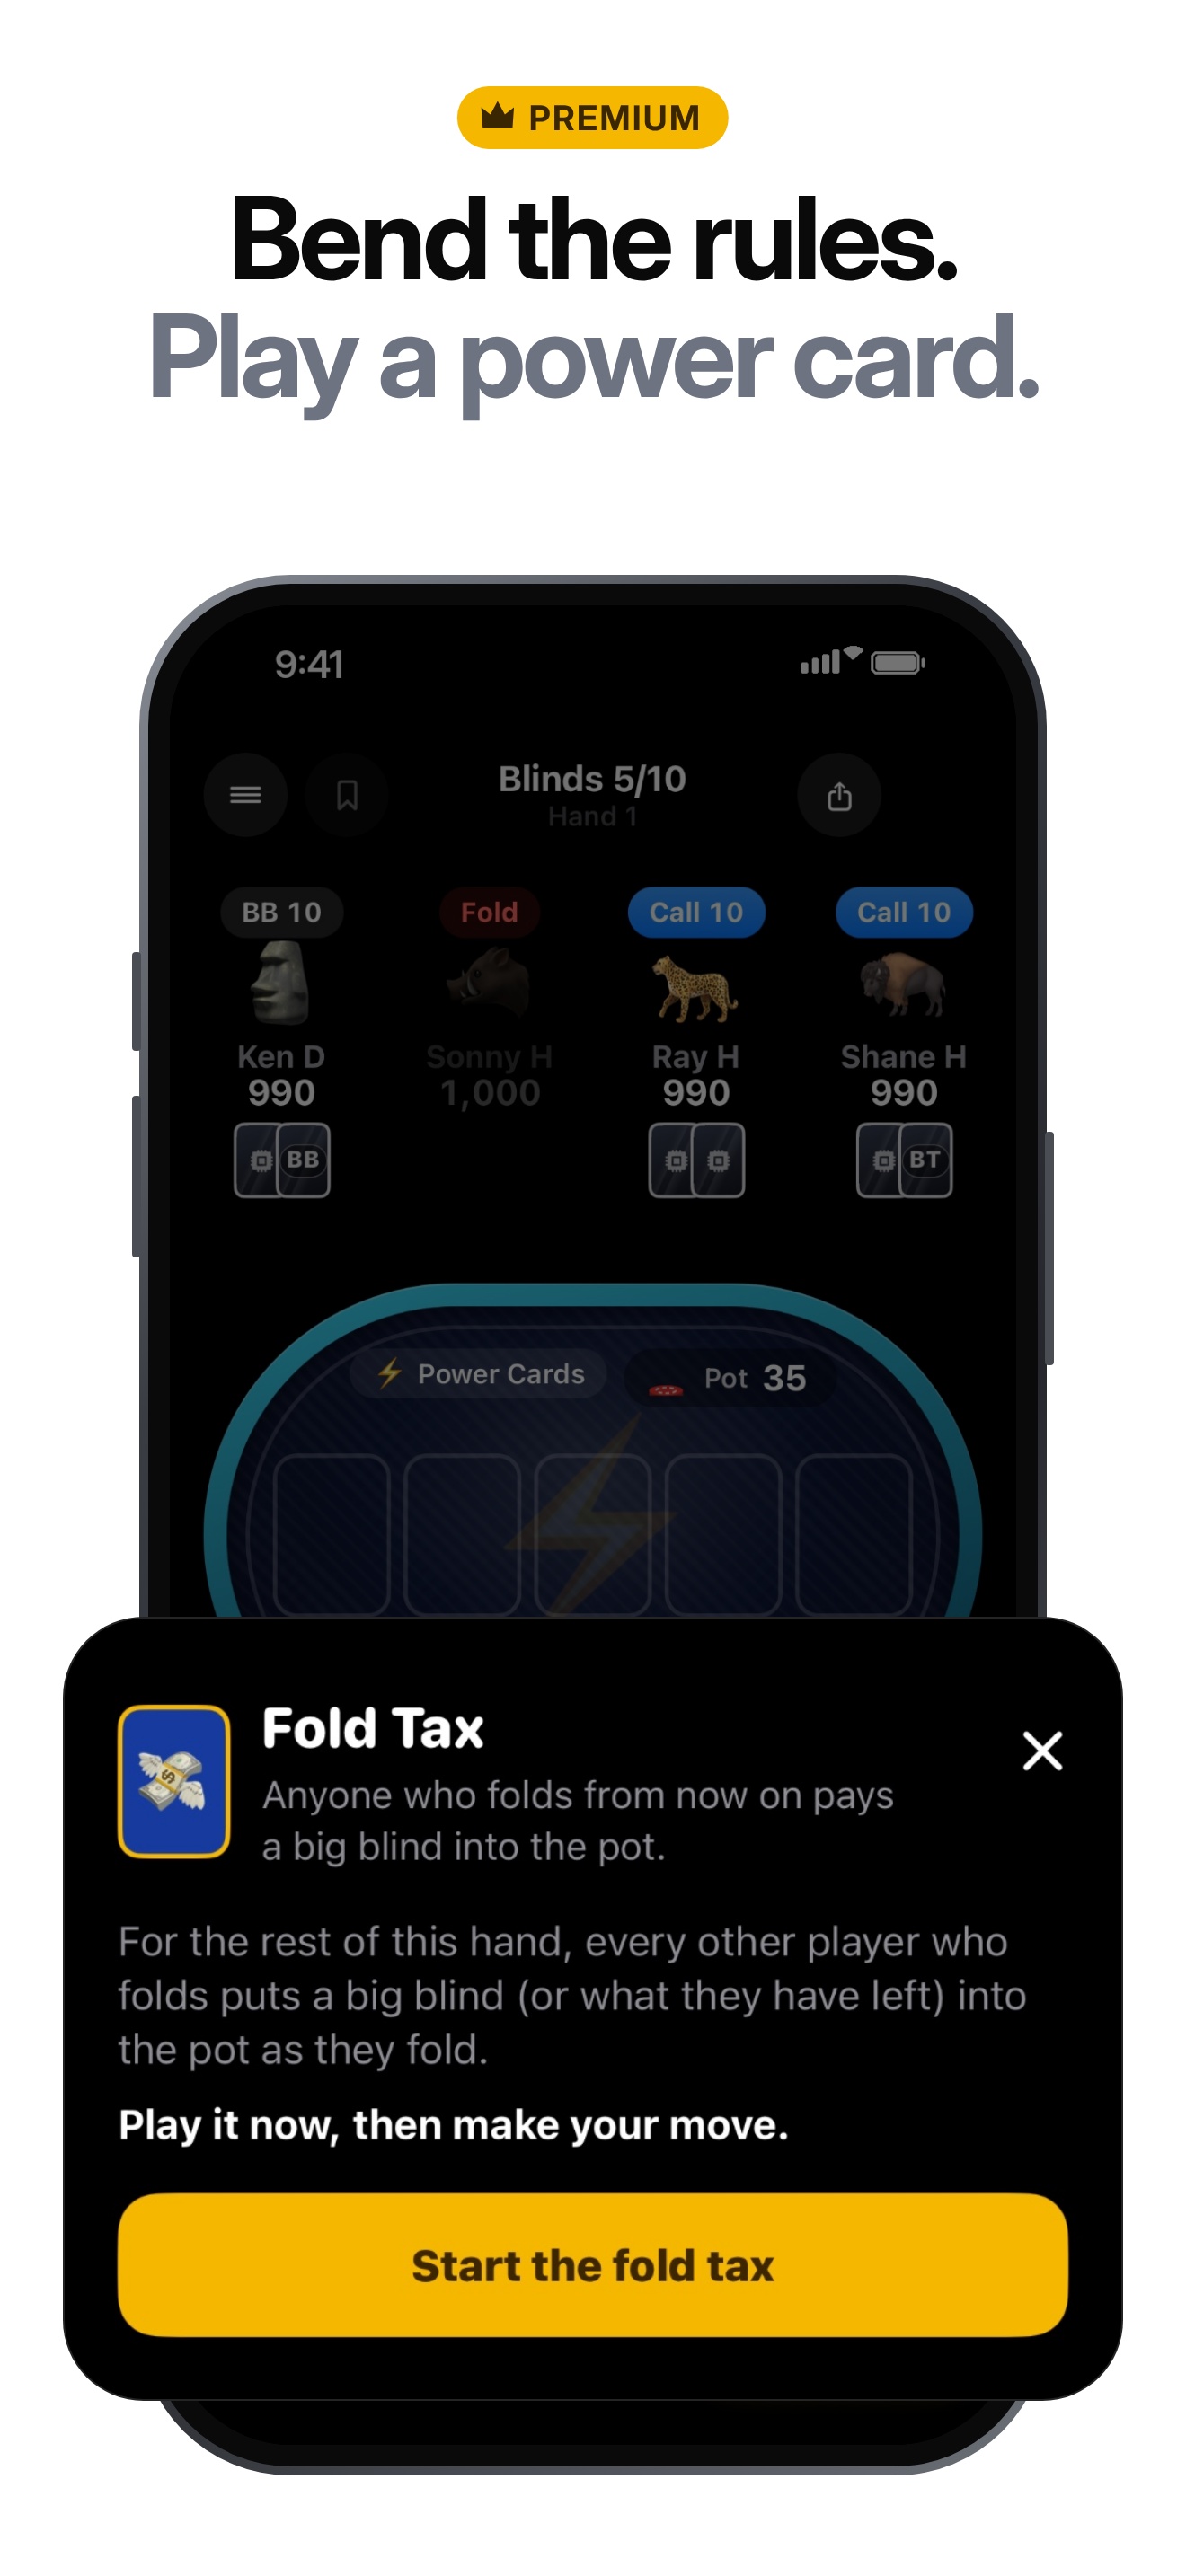 PREMIUM
Bend the rules.
Play a power card.
9:41
Blinds 5/10
Hand 1
BB 10
Fold
Call 10
Call 10
Ken D
Sonny H
Ray H
Shane H
990
1,000
990
990
BB
BT
Power Cards
Pot 35
Fold Tax
Anyone who folds from now on pays
a big blind into the pot.
For the rest of this hand, every other player who
folds puts a big blind (or what they have left) into
the pot as they fold.
Play it now, then make your move.
Start the fold tax